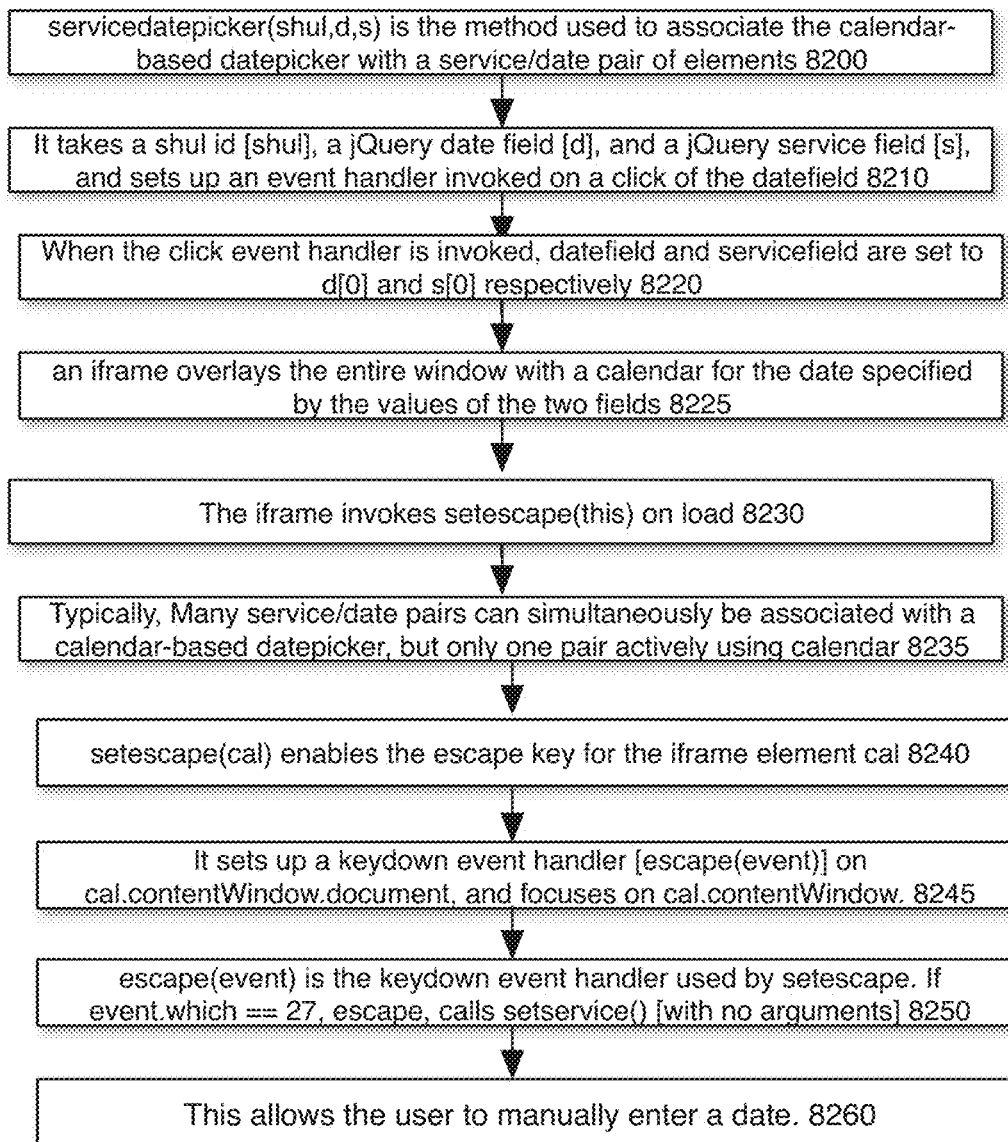 servicedatepicker(shul,d,s) is the method used to associate the calendar-
based datepicker with a service/date pair of elements 8200
It takes a shul id [shul], a jQuery date field [d], and a jQuery service field [s],
and sets up an event handler invoked on a click of the datefield 8210
When the click event handler is invoked, datefield and servicefield are set to
d[0] and s[0] respectively 8220
an iframe overlays the entire window with a calendar for the date specified
by the values of the two fields 8225
The iframe invokes setescape(this) on load 8230
Typically, Many service/date pairs can simultaneously be associated with a
calendar-based datepicker, but only one pair actively using calendar 8235
setescape(cal) enables the escape key for the iframe element cal 8240
It sets up a keydown event handler [escape(event)] on
cal.contentWindow.document, and focuses on cal.contentWindow. 8245
escape(event) is the keydown event handler used by setescape. If
event.which == 27, escape, calls setservice() [with no arguments] 8250
This allows the user to manually enter a date. 8260